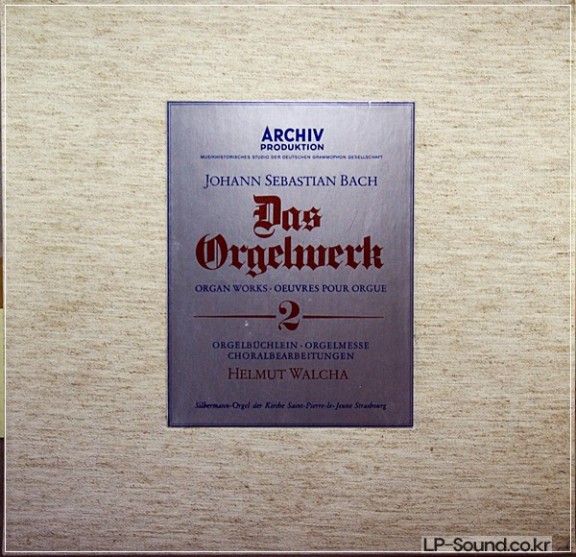 ARCHIV
PRODUKTION
MUSIKHISTORISCHES STUDIO DER DEUTSCHEN GRAMMOPHON GESELLSCHAFT
JOHANN SEBASTIAN BACH
Das
Orgelwerk
ORGAN WORKS · OEUVRES POUR ORGUE
2
ORGELBÜCHLEIN · ORGELMESSE
CHORALBEARBEITUNGEN
HELMUT WALCHA
Silbermann-Orgel der Kirche Saint-Pierre-le-Jeune Strasbourg
LP-Sound.co.kr